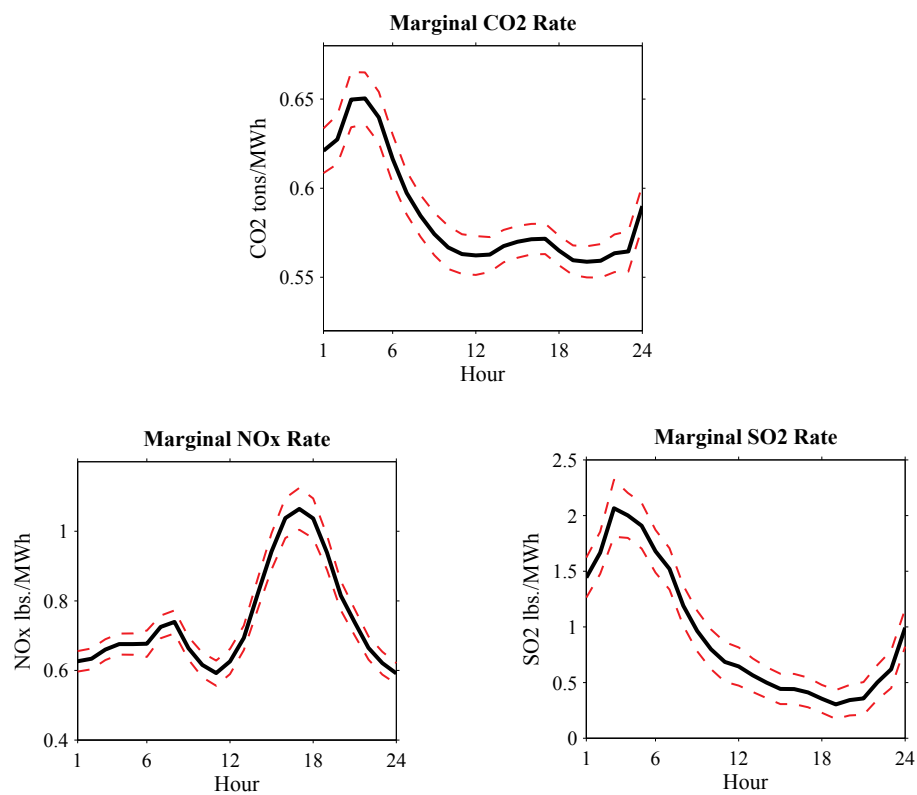 Marginal CO2 Rate
CO2 tons/MWh
0.65
0.6
0.55
1 6 12 18 24
Hour
Marginal NOx Rate
NOx lbs./MWh
1
0.8
0.6
0.4
1 6 12 18 24
Hour
Marginal SO2 Rate
SO2 lbs./MWh
2.5
2
1.5
1
0.5
0
1 6 12 18 24
Hour